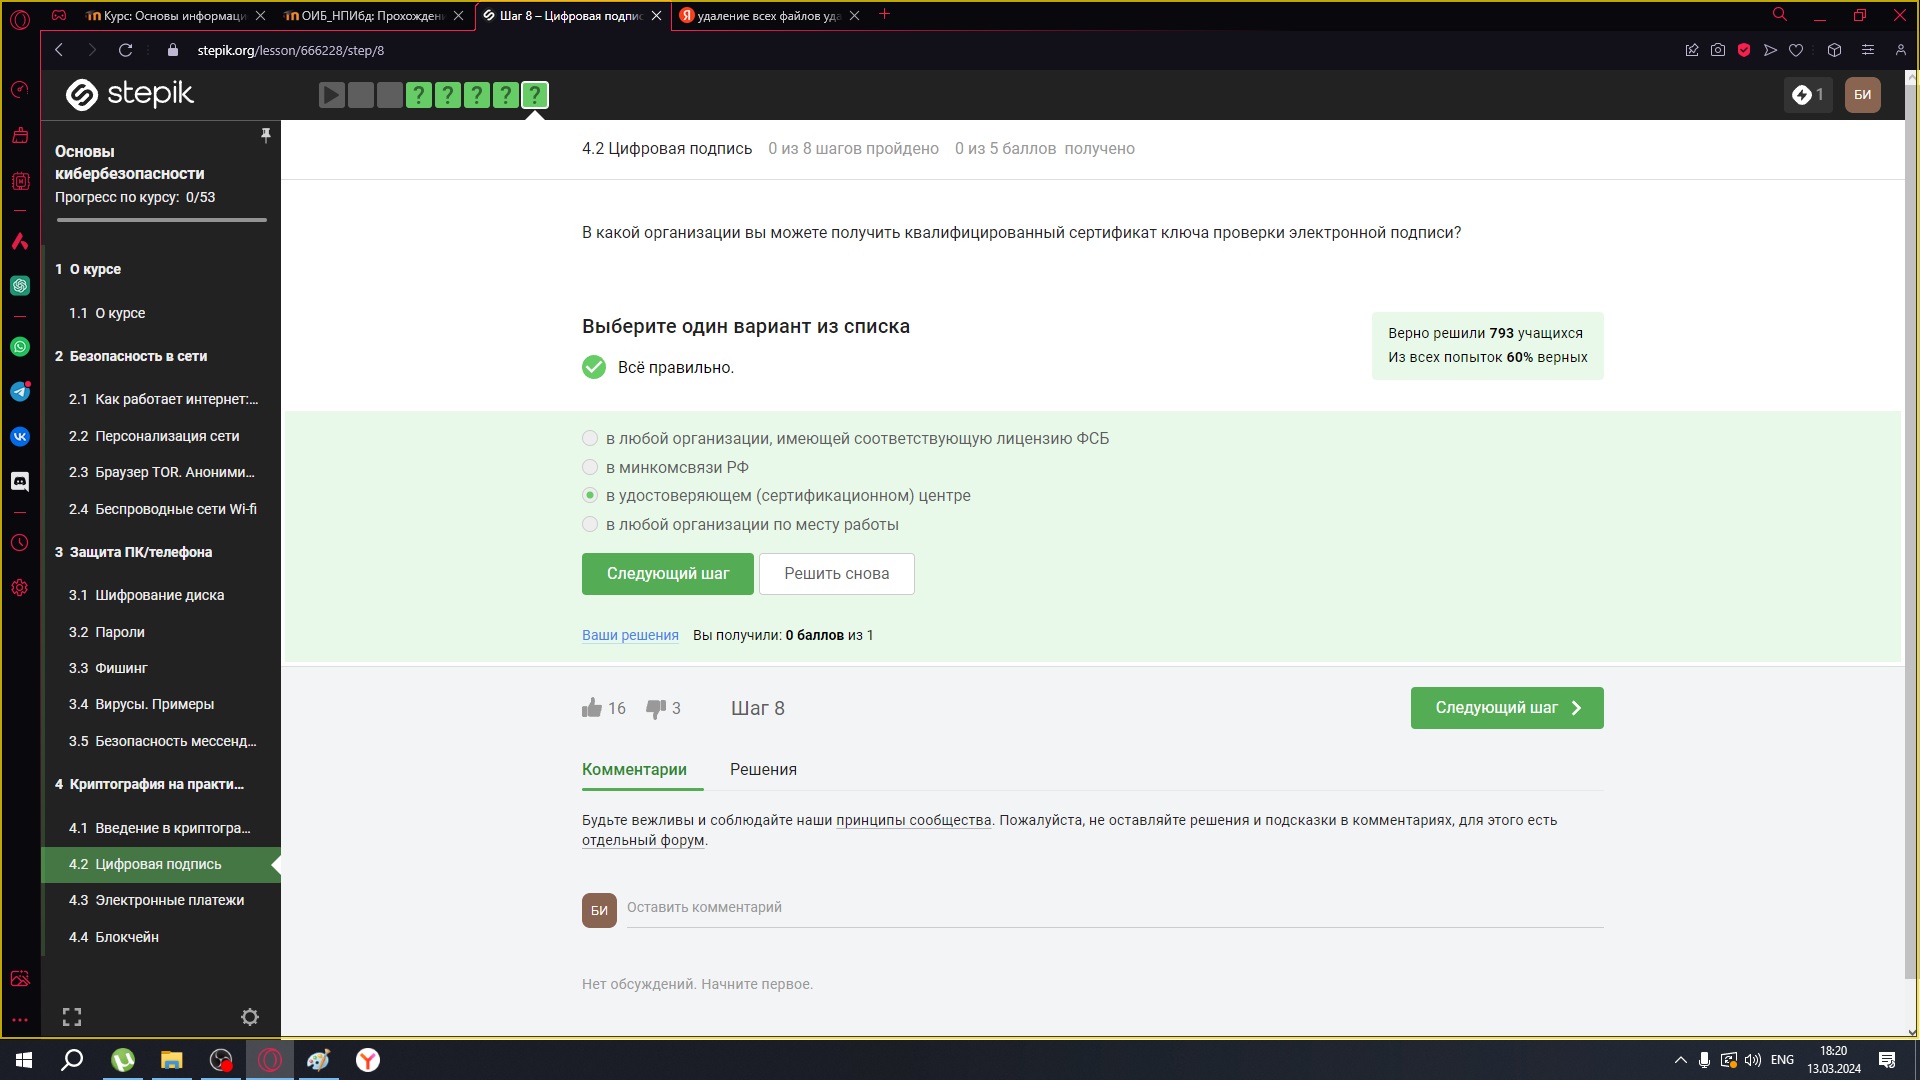 Курс: Основы информаци
ОИБ_НПИбд: Прохожден
Шаг 8 – Цифровая подпис
удаление всех файлов уда
stepik.org/lesson/666228/step/8
stepik
1
БИ
Основы
кибербезопасности
Прогресс по курсу: 0/53
1 О курсе
1.1 О курсе
2 Безопасность в сети
2.1 Как работает интернет:...
2.2 Персонализация сети
2.3 Браузер TOR. Аноними...
2.4 Беспроводные сети Wi-fi
3 Защита ПК/телефона
3.1 Шифрование диска
3.2 Пароли
3.3 Фишинг
3.4 Вирусы. Примеры
3.5 Безопасность мессенд...
4 Криптография на практи...
4.1 Введение в криптогра...
4.2 Цифровая подпись
4.3 Электронные платежи
4.4 Блокчейн
4.2 Цифровая подпись 0 из 8 шагов пройдено 0 из 5 баллов получено
В какой организации вы можете получить квалифицированный сертификат ключа проверки электронной подписи?
Выберите один вариант из списка
Всё правильно.
Верно решили 793 учащихся
Из всех попыток 60% верных
в любой организации, имеющей соответствующую лицензию ФСБ
в минкомсвязи РФ
в удостоверяющем (сертификационном) центре
в любой организации по месту работы
Следующий шаг
Решить снова
Ваши решения Вы получили: 0 баллов из 1
16
3
Шаг 8
Следующий шаг
Комментарии
Решения
Будьте вежливы и соблюдайте наши принципы сообщества. Пожалуйста, не оставляйте решения и подсказки в комментариях, для этого есть
отдельный форум.
БИ
Оставить комментарий
Нет обсуждений. Начните первое.
ENG
18:20
13.03.2024